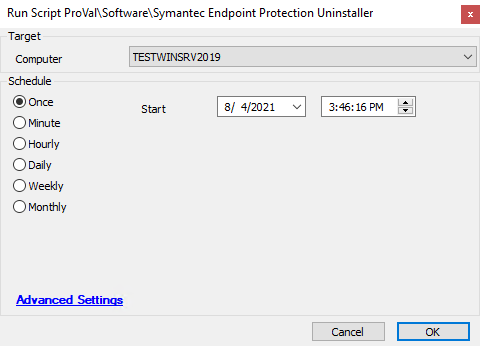 Run Script ProVal\Software\Symantec Endpoint Protection Uninstaller
Target
Computer TESTWINSRV2019
Schedule
Once Start 8/ 4/2021 3:46:16 PM
Minute
Hourly
Daily
Weekly
Monthly
Advanced Settings
Cancel OK